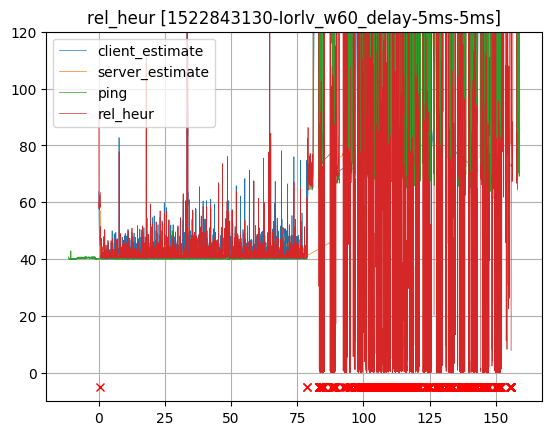 rel_heur [1522843130-Iorlv_w60_delay-5ms-5ms]
client_estimate
server_estimate
ping
rel_heur
120
100
80
60
40
20
0
0
25
50
75
100
125
150